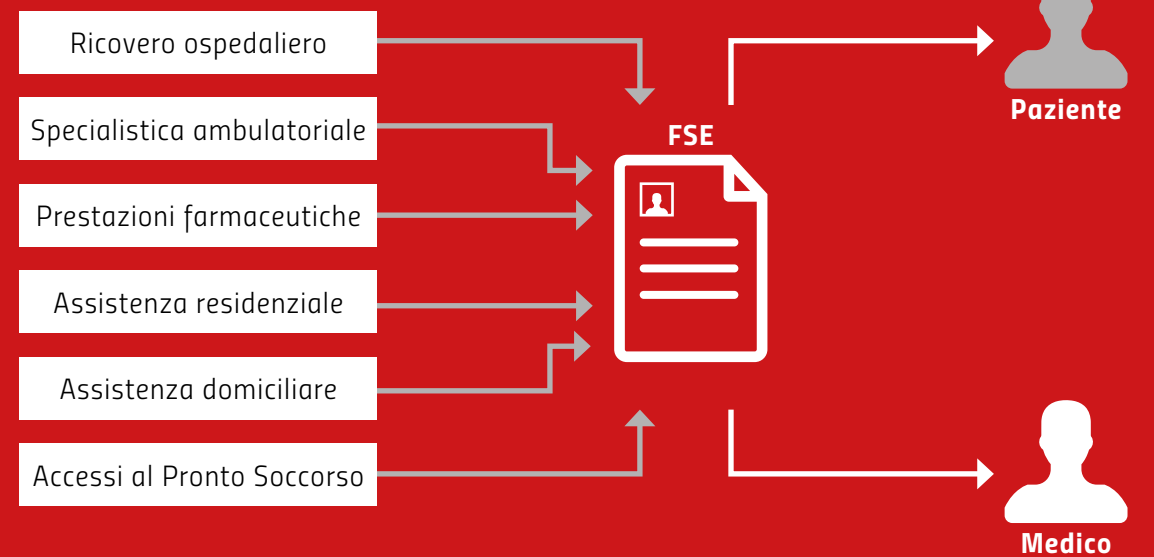 Ricovero ospedaliero
Specialistica ambulatoriale
Prestazioni farmaceutiche
Assistenza residenziale
Assistenza domiciliare
Accessi al Pronto Soccorso
FSE
Paziente
Medico